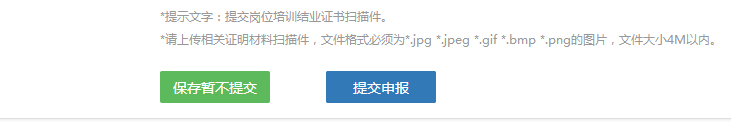 *提示文字：提交岗位培训结业证书扫描件。
*请上传相关证明材料扫描件，文件格式必须为*.jpg *.jpeg *.gif *.bmp *.png的图片，文件大小4M以内。
保存暂不提交 提交申报